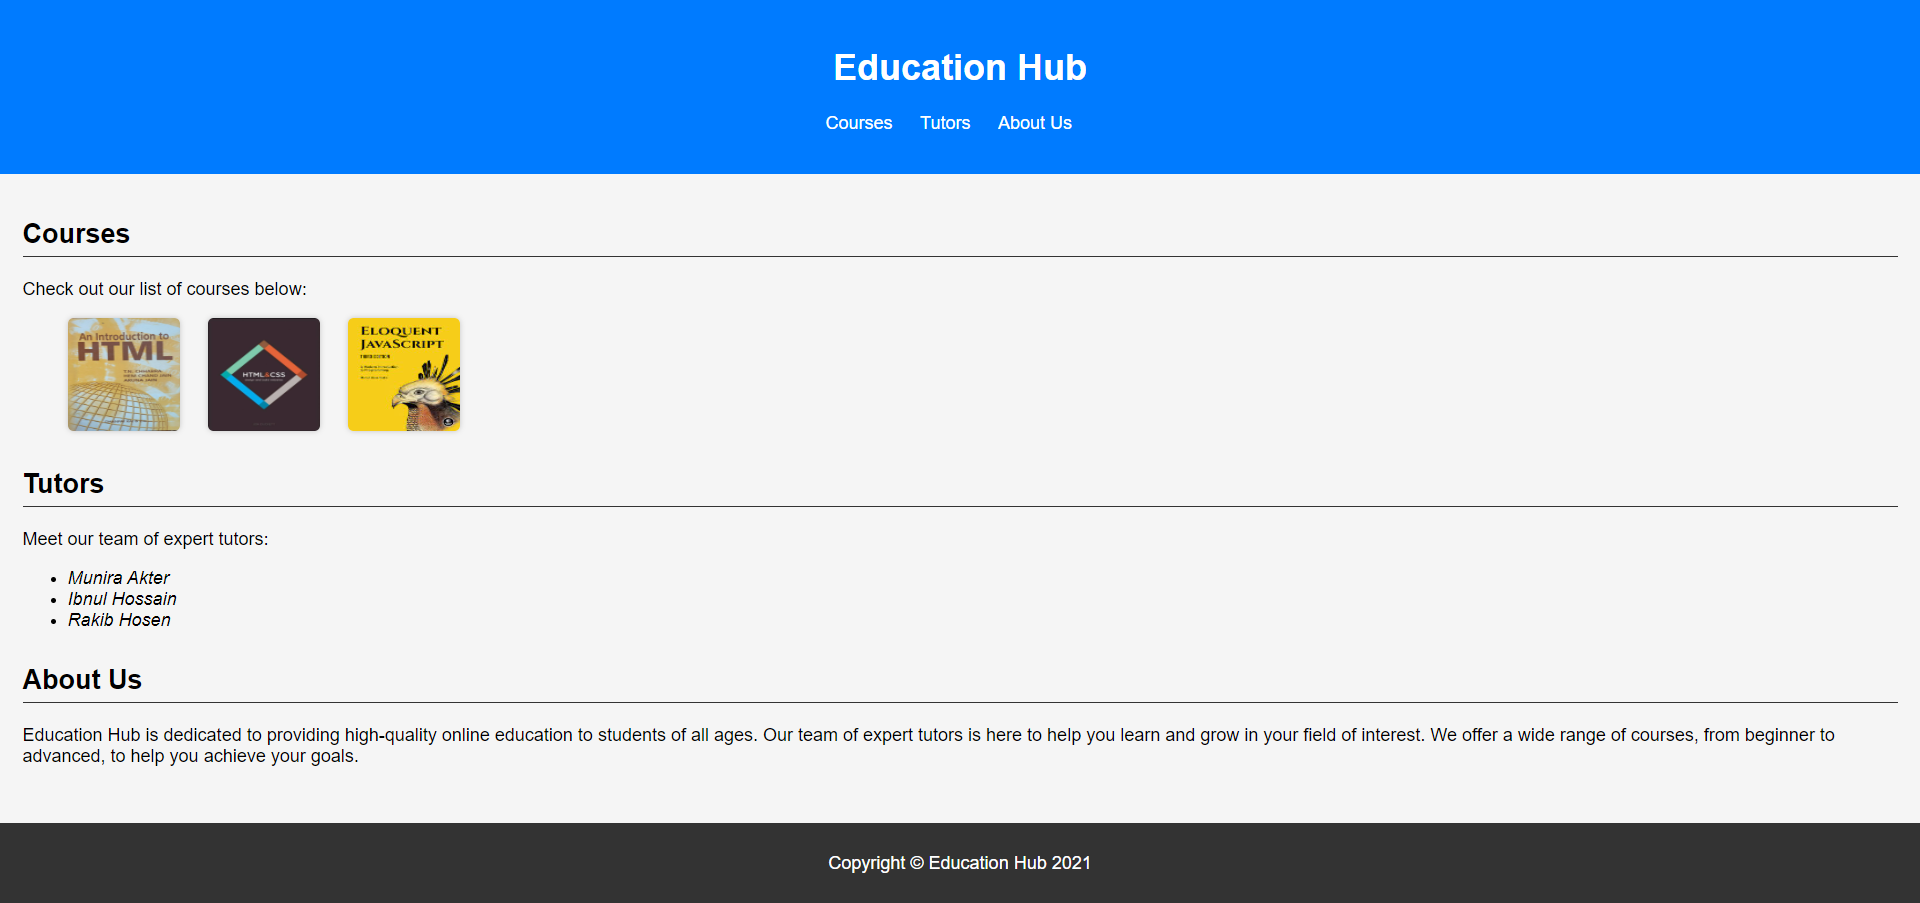 Education Hub
Courses Tutors About Us
Courses
Check out our list of courses below:
An Introduction to
HTML
HTML&CSS
ELOQUENT
JAVASCRIPT
Tutors
Meet our team of expert tutors:
Munira Akter
Ibnul Hossain
Rakib Hosen
About Us
Education Hub is dedicated to providing high-quality online education to students of all ages. Our team of expert tutors is here to help you learn and grow in your field of interest. We offer a wide range of courses, from beginner to
advanced, to help you achieve your goals.
Copyright © Education Hub 2021